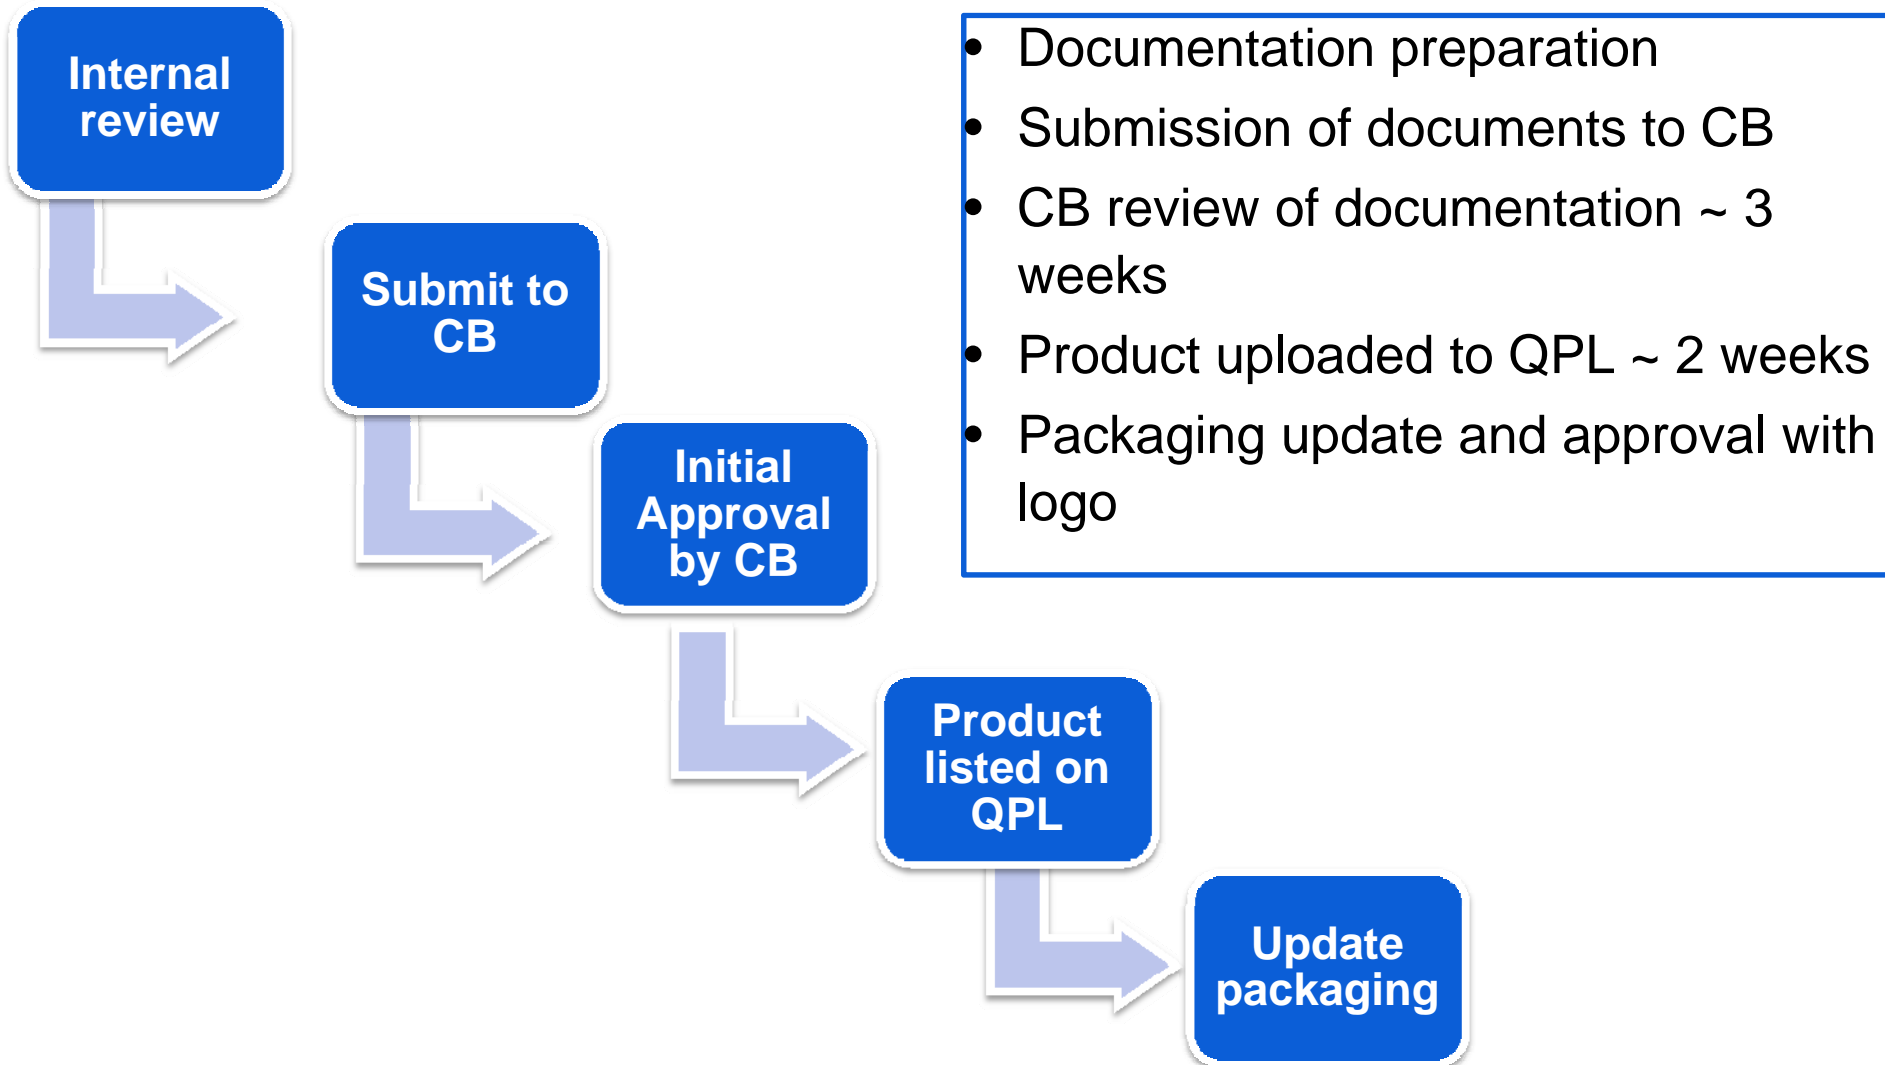 Internal
review
Submit to
CB
Initial
Approval
by CB
Product
listed on
QPL
Update
packaging
• Documentation preparation
• Submission of documents to CB
• CB review of documentation ~ 3
weeks
• Product uploaded to QPL ~ 2 weeks
• Packaging update and approval with
logo